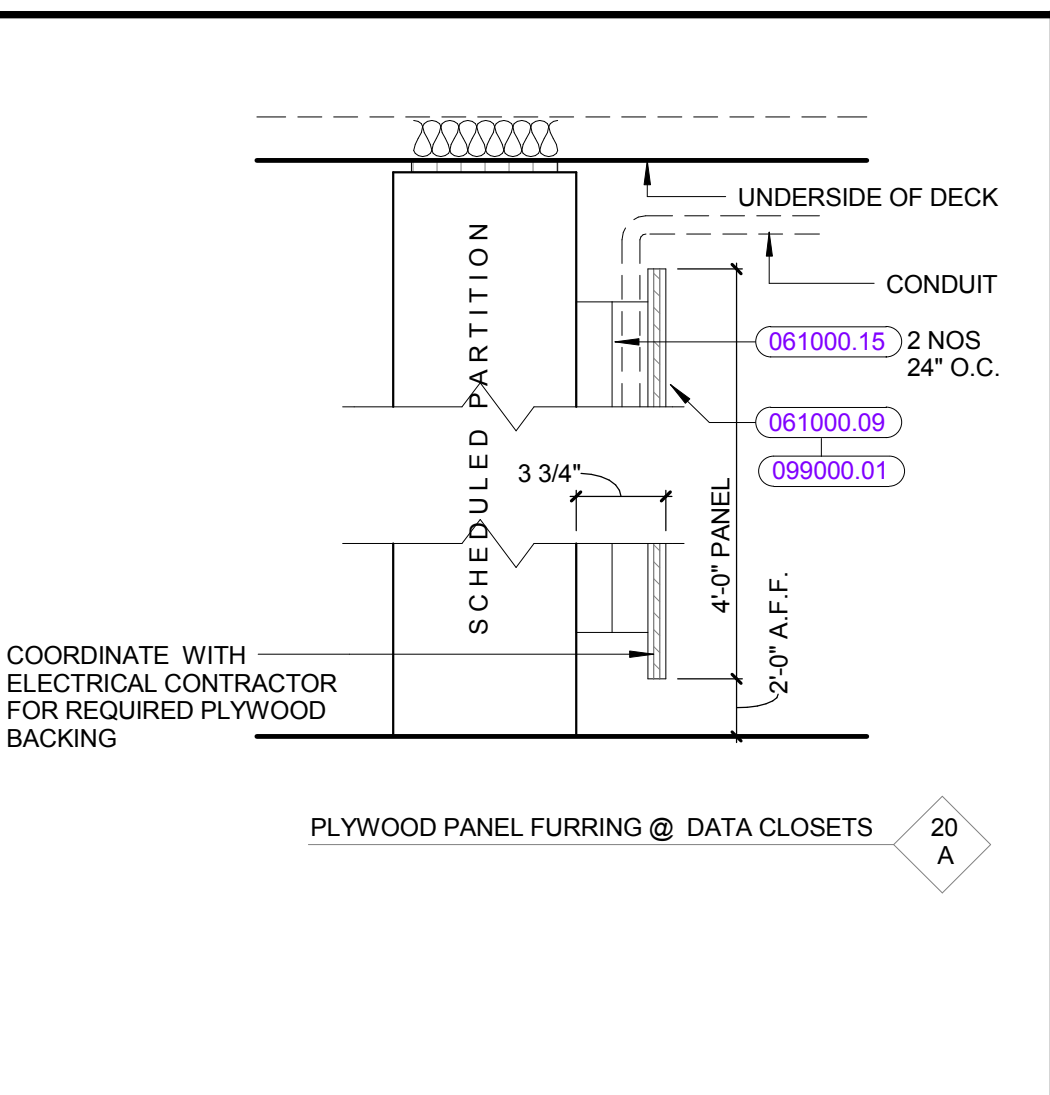 UNDERSIDE OF DECK
CONDUIT
SCHEDULED PARTITION
061000.15
2 NOS
24" O.C.
061000.09
099000.01
3 3/4"
4'-0" PANEL
2'-0" A.F.F.
COORDINATE WITH
ELECTRICAL CONTRACTOR
FOR REQUIRED PLYWOOD
BACKING
PLYWOOD PANEL FURRING @ DATA CLOSETS
20
A